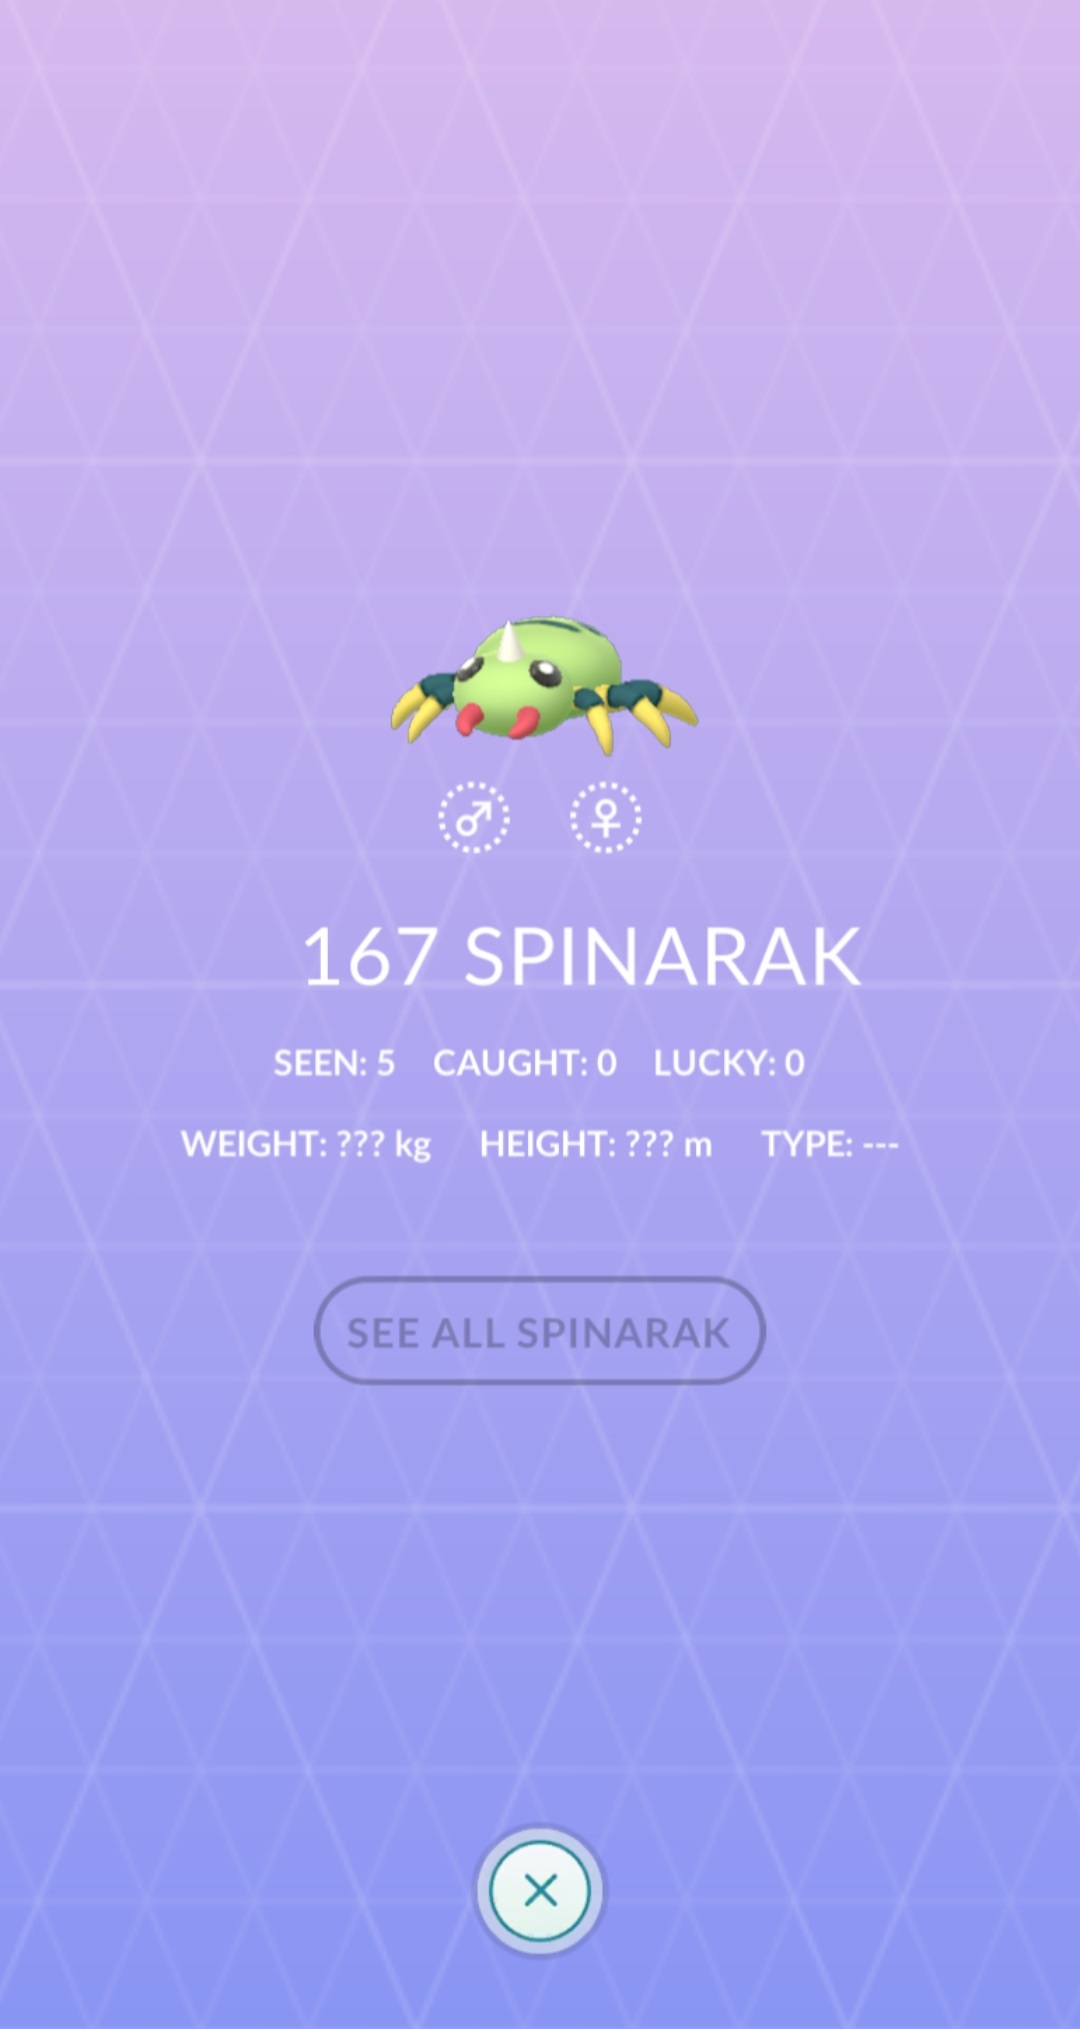 ♂ ♀
167 SPINARAK
SEEN: 5 CAUGHT: 0 LUCKY: 0
WEIGHT: ??? kg HEIGHT: ??? m TYPE: ---
SEE ALL SPINARAK